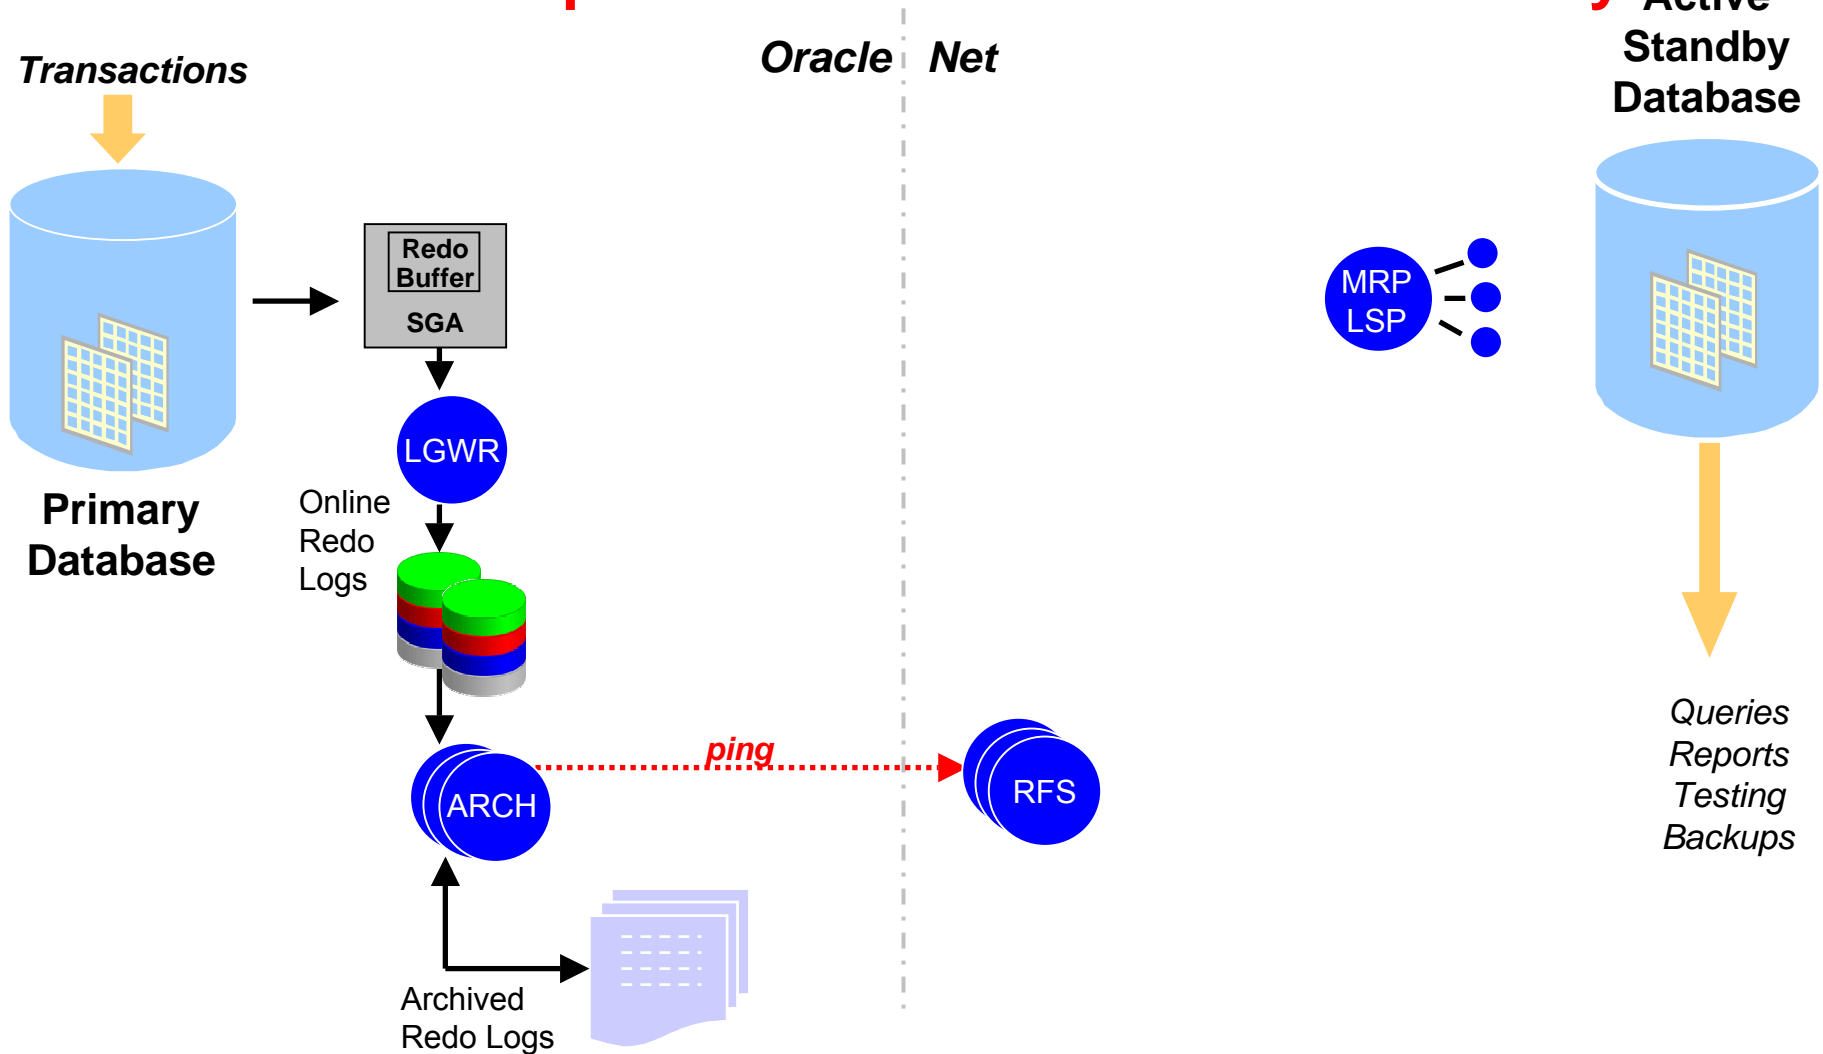 Active
Standby
Database
Oracle Net
Transactions
Redo
Buffer
SGA
MRP
LSP
LGWR
Primary
Database
Online
Redo
Logs
Queries
Reports
Testing
Backups
ping
ARCH
RFS
Archived
Redo Logs